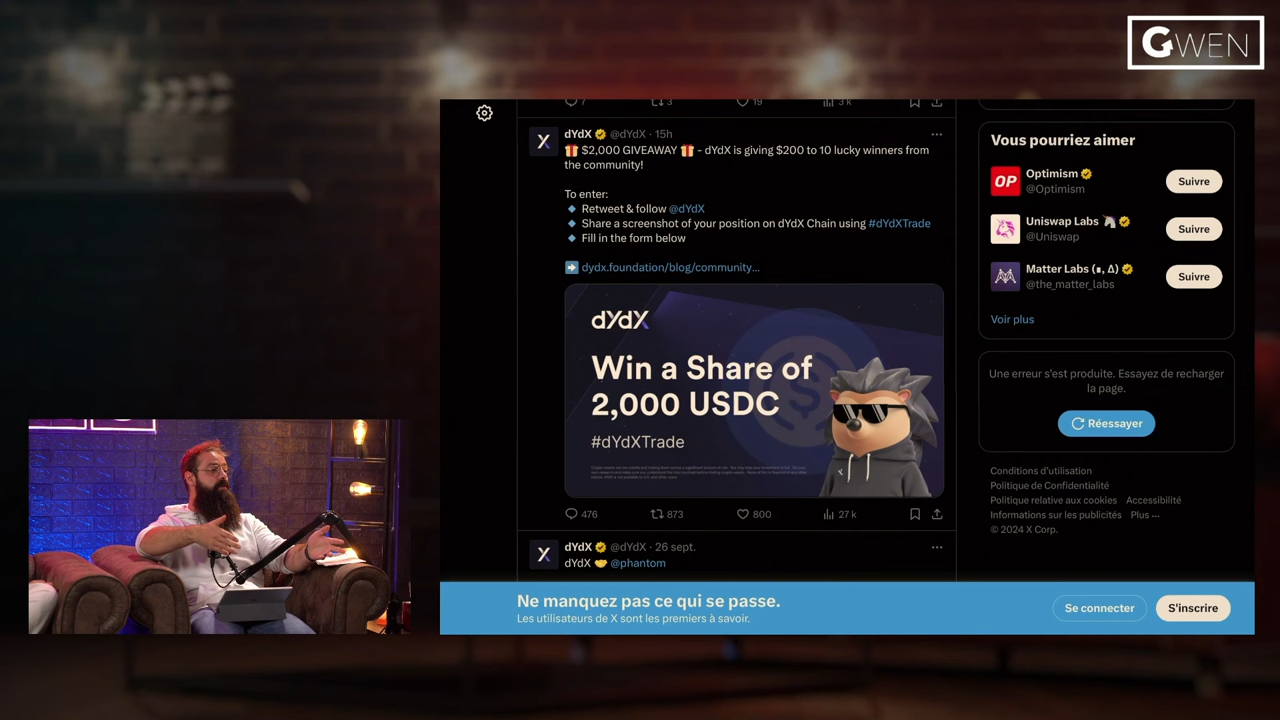 GWEN
7
3
19
3 k
dYdX @dYdX · 15h
🎁 $2,000 GIVEAWAY 🎁 - dYdX is giving $200 to 10 lucky winners from
the community!
To enter:
🔹 Retweet & follow @dYdX
🔹 Share a screenshot of your position on dYdX Chain using #dYdXTrade
🔹 Fill in the form below
➡️ dydx.foundation/blog/community…
dYdX
Win a Share of
2,000 USDC
#dYdXTrade
476
873
800
27 k
dYdX @dYdX · 26 sept.
dYdX 🤝 @phantom
Vous pourriez aimer
OP
Optimism
@Optimism
Suivre
Uniswap Labs 🦄
@Uniswap
Suivre
Matter Labs (∎, ∆)
@the_matter_labs
Suivre
Voir plus
Une erreur s'est produite. Essayez de recharger
la page.
Réessayer
Conditions d'utilisation
Politique de Confidentialité
Politique relative aux cookies Accessibilité
Informations sur les publicités Plus ···
© 2024 X Corp.
Ne manquez pas ce qui se passe.
Les utilisateurs de X sont les premiers à savoir.
Se connecter
S'inscrire